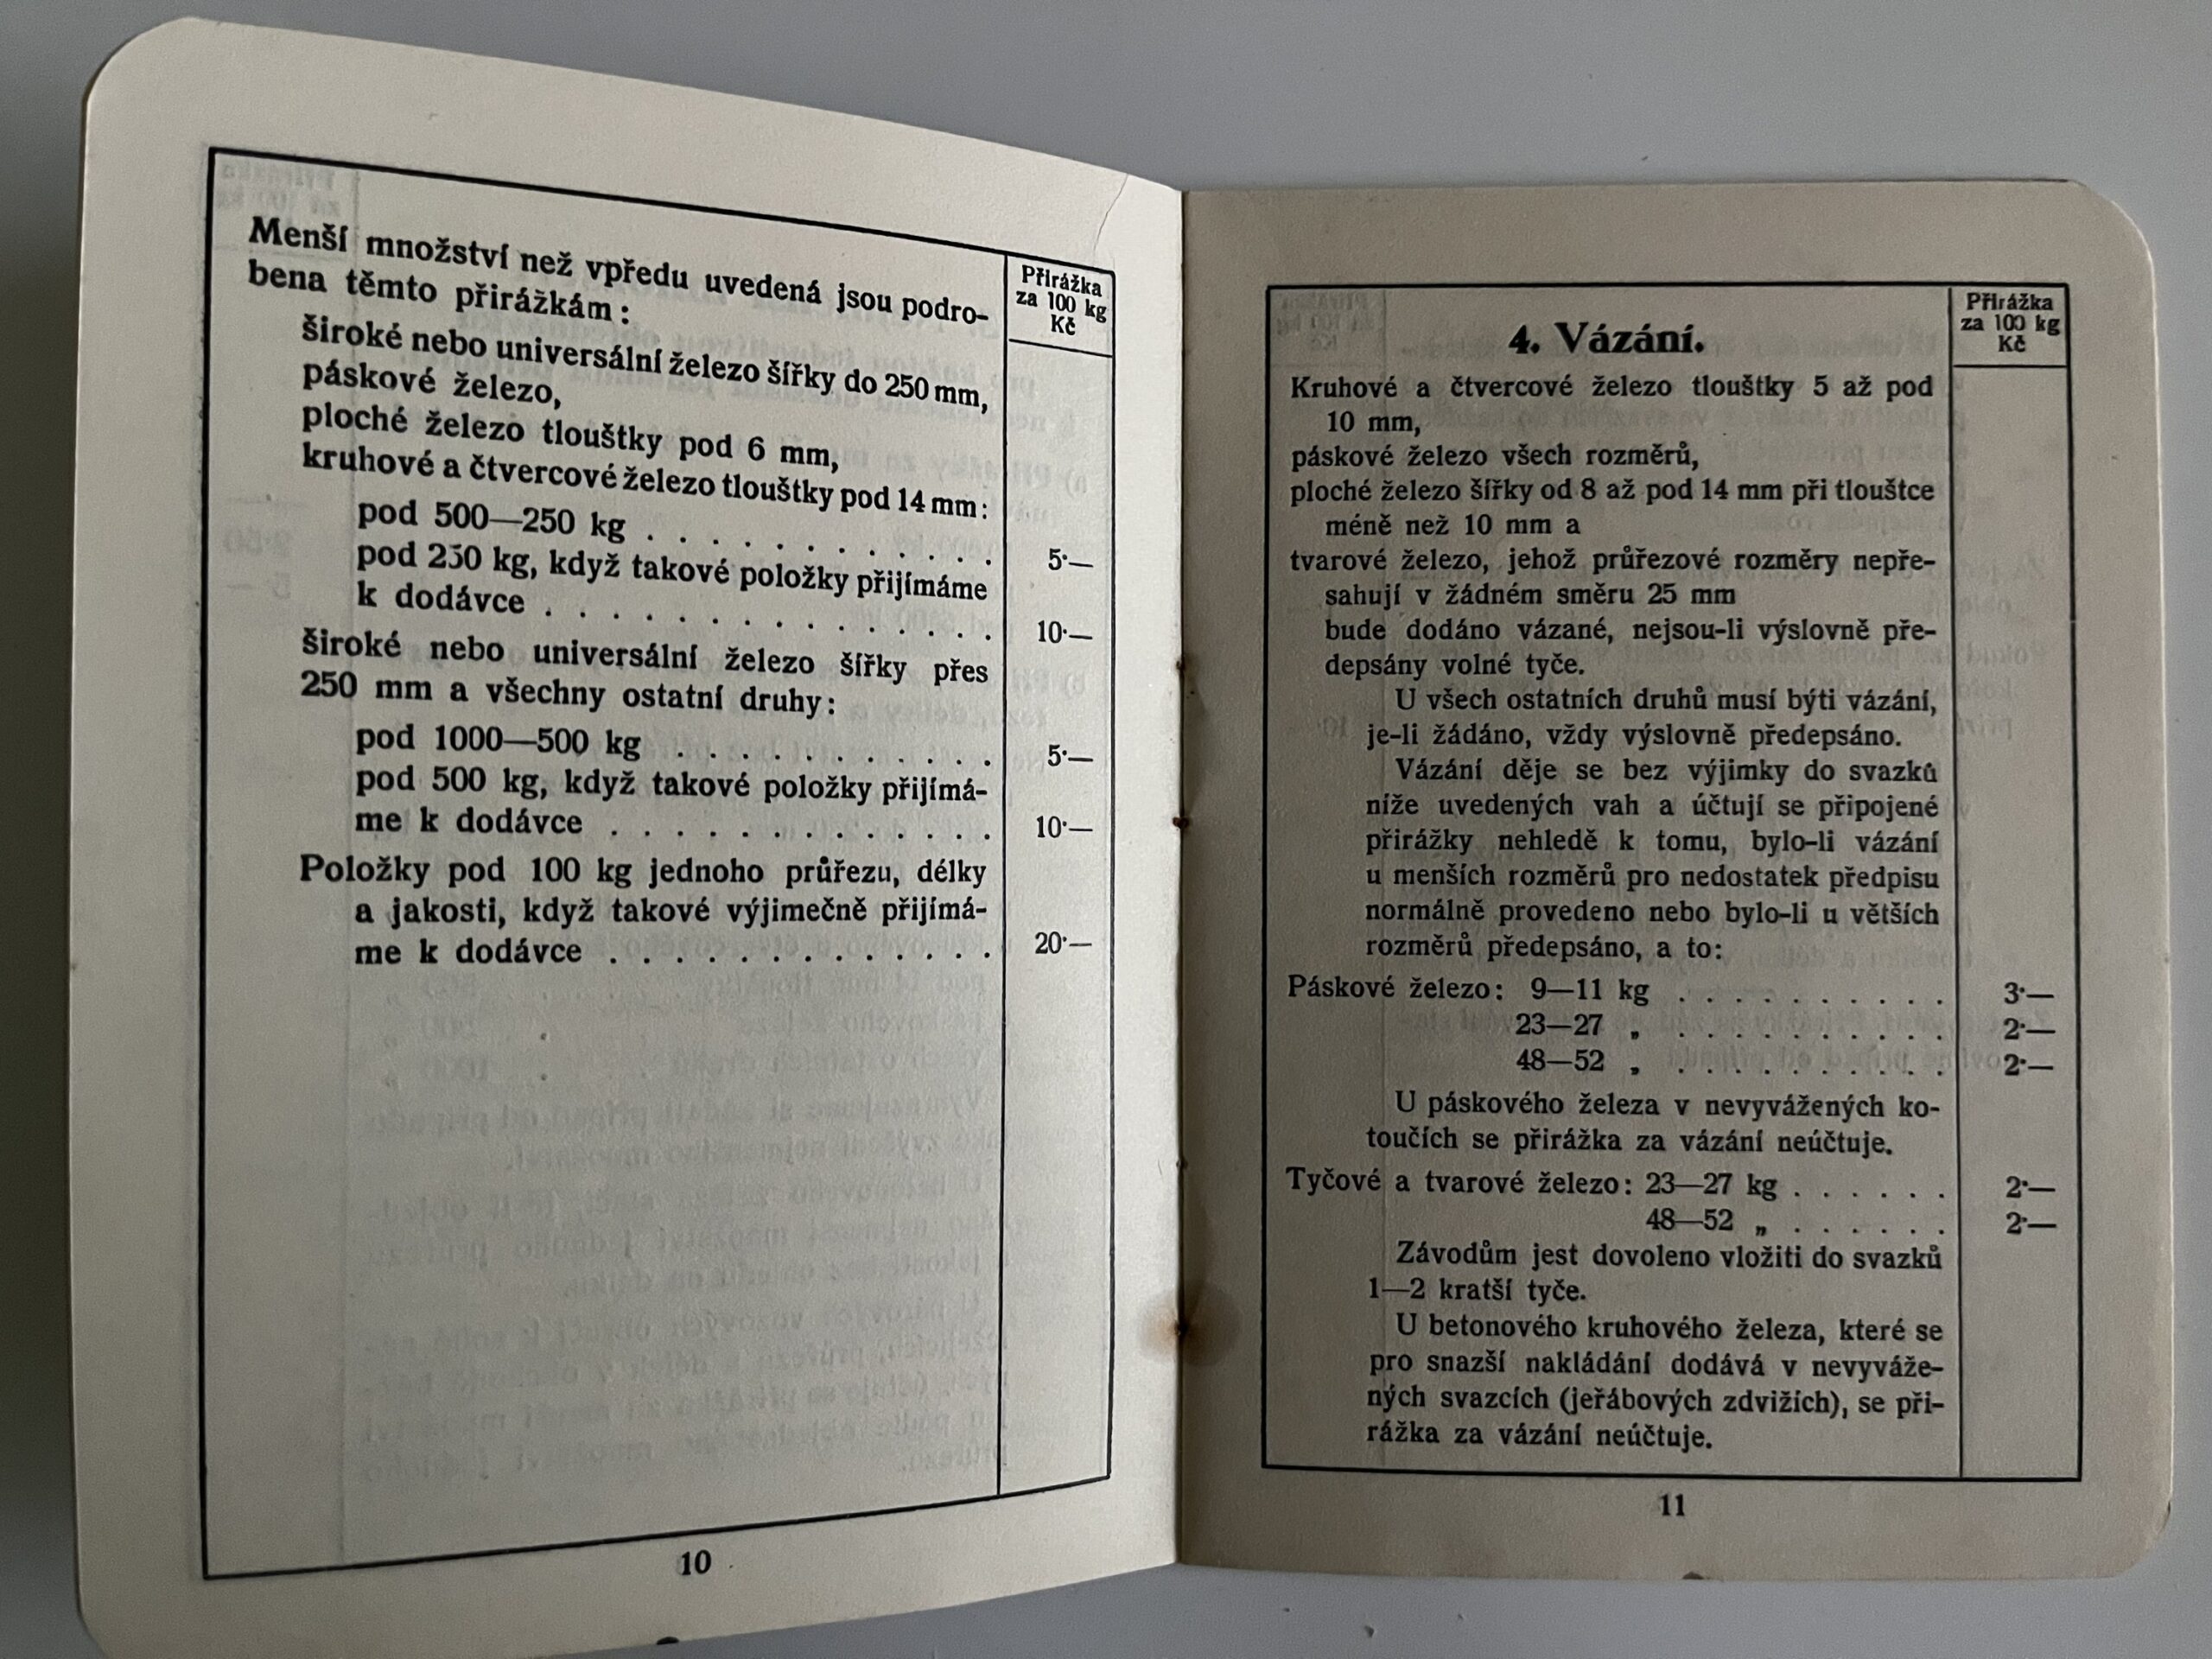 Přirážka
za 100 kg
Kč
Menší množství než vpředu uvedená jsou podro-
bena těmto přirážkám:
široké nebo universální železo šířky do 250 mm,
páskové železo,
ploché železo tlouštky pod 6 mm,
kruhové a čtvercové železo tlouštky pod 14 mm:
pod 500—250 kg . . . . . . . . . . . 5·—
pod 250 kg, když takové položky přijímáme
k dodávce . . . . . . . . . . . . . . 10·—
široké nebo universální železo šířky přes
250 mm a všechny ostatní druhy:
pod 1000—500 kg . . . . . . . . . . 5·—
pod 500 kg, když takové položky přijímá-
me k dodávce . . . . . . . . . . . . 10·—
Položky pod 100 kg jednoho průřezu, délky
a jakosti, když takové výjimečně přijímá-
me k dodávce . . . . . . . . . . . . 20·—
10
Přirážka
za 100 kg
Kč
4. Vázání.
Kruhové a čtvercové železo tlouštky 5 až pod
10 mm,
páskové železo všech rozměrů,
ploché železo šířky od 8 až pod 14 mm při tlouštce
méně než 10 mm a
tvarové železo, jehož průřezové rozměry nepře-
sahují v žádném směru 25 mm
bude dodáno vázané, nejsou-li výslovně pře-
depsány volné tyče.
U všech ostatních druhů musí býti vázání,
je-li žádáno, vždy výslovně předepsáno.
Vázání děje se bez výjimky do svazků
níže uvedených vah a účtují se připojené
přirážky nehledě k tomu, bylo-li vázání
u menších rozměrů pro nedostatek předpisu
normálně provedeno nebo bylo-li u větších
rozměrů předepsáno, a to:
Páskové železo: 9—11 kg . . . . . . . . . . 3·—
23—27 „ . . . . . . . . . . 2·—
48—52 „ . . . . . . . . . . 2·—
U páskového železa v nevyvážených ko-
toučích se přirážka za vázání neúčtuje.
Tyčové a tvarové železo: 23—27 kg . . . . . . 2·—
48—52 „ . . . . . . 2·—
Závodům jest dovoleno vložiti do svazků
1—2 kratší tyče.
U betonového kruhového železa, které se
pro snazší nakládání dodává v nevyváže-
ných svazcích (jeřábových zdvižích), se při-
rážka za vázání neúčtuje.
11